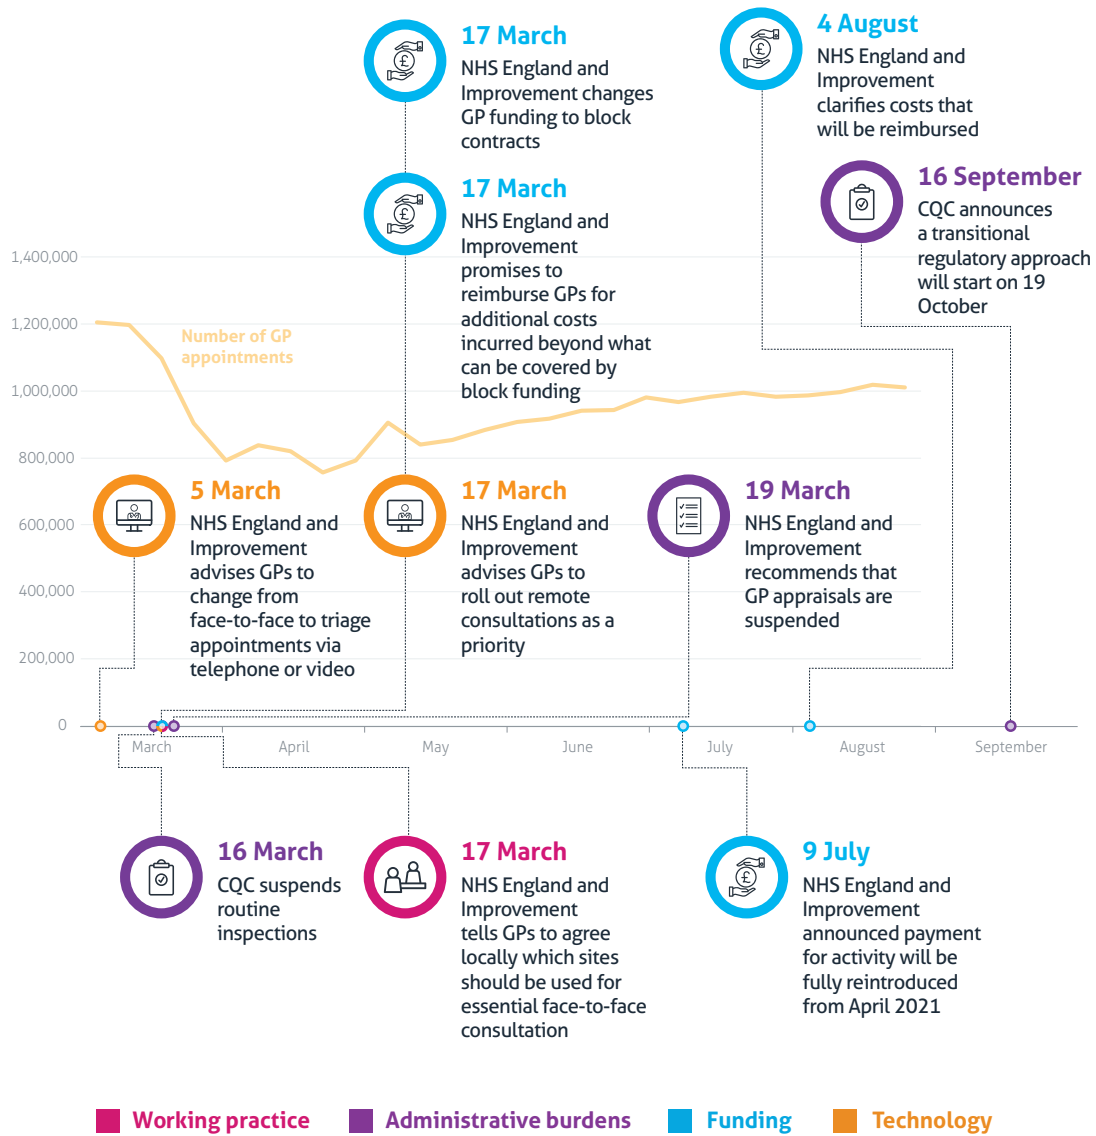 17 March
NHS England and
Improvement changes
GP funding to block
contracts
4 August
NHS England and
Improvement
clarifies costs that
will be reimbursed
17 March
NHS England and
Improvement
promises to
reimburse GPs for
additional costs
incurred beyond what
can be covered by
block funding
16 September
CQC announces
a transitional
regulatory approach
will start on 19
October
1,400,000
1,200,000
1,000,000
800,000
600,000
400,000
200,000
0
Number of GP
appointments
5 March
NHS England and
Improvement
advises GPs to
change from
face-to-face to triage
appointments via
telephone or video
17 March
NHS England and
Improvement
advises GPs to
roll out remote
consultations as a
priority
19 March
NHS England and
Improvement
recommends that
GP appraisals are
suspended
March April May June July August September
16 March
CQC suspends
routine
inspections
17 March
NHS England and
Improvement
tells GPs to agree
locally which sites
should be used for
essential face-to-face
consultation
9 July
NHS England and
Improvement
announced payment
for activity will be
fully reintroduced
from April 2021
Working practice Administrative burdens Funding Technology